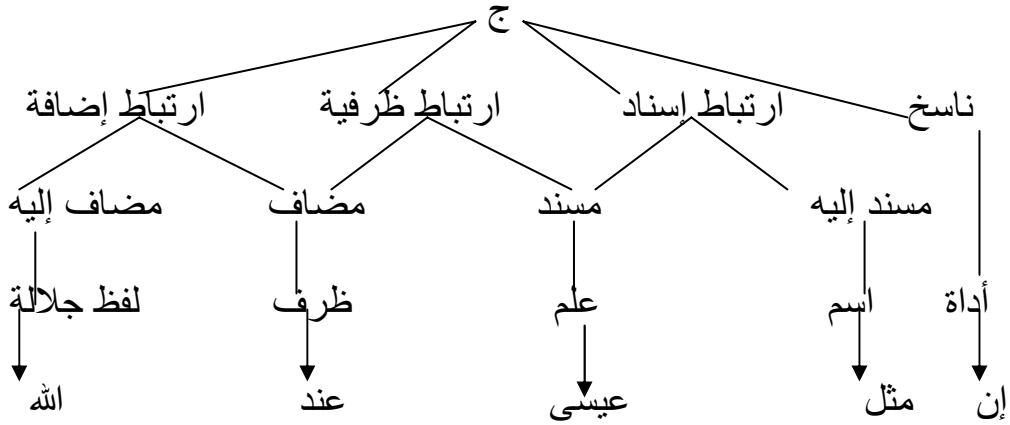 ج
ناسخ ارتباط إسناد ارتباط ظرفية ارتباط إضافة
مسند إليه مسند مضاف مضاف إليه
أداة اسم علم ظرف لفظ جلالة
إن مثل عيسى عند الله